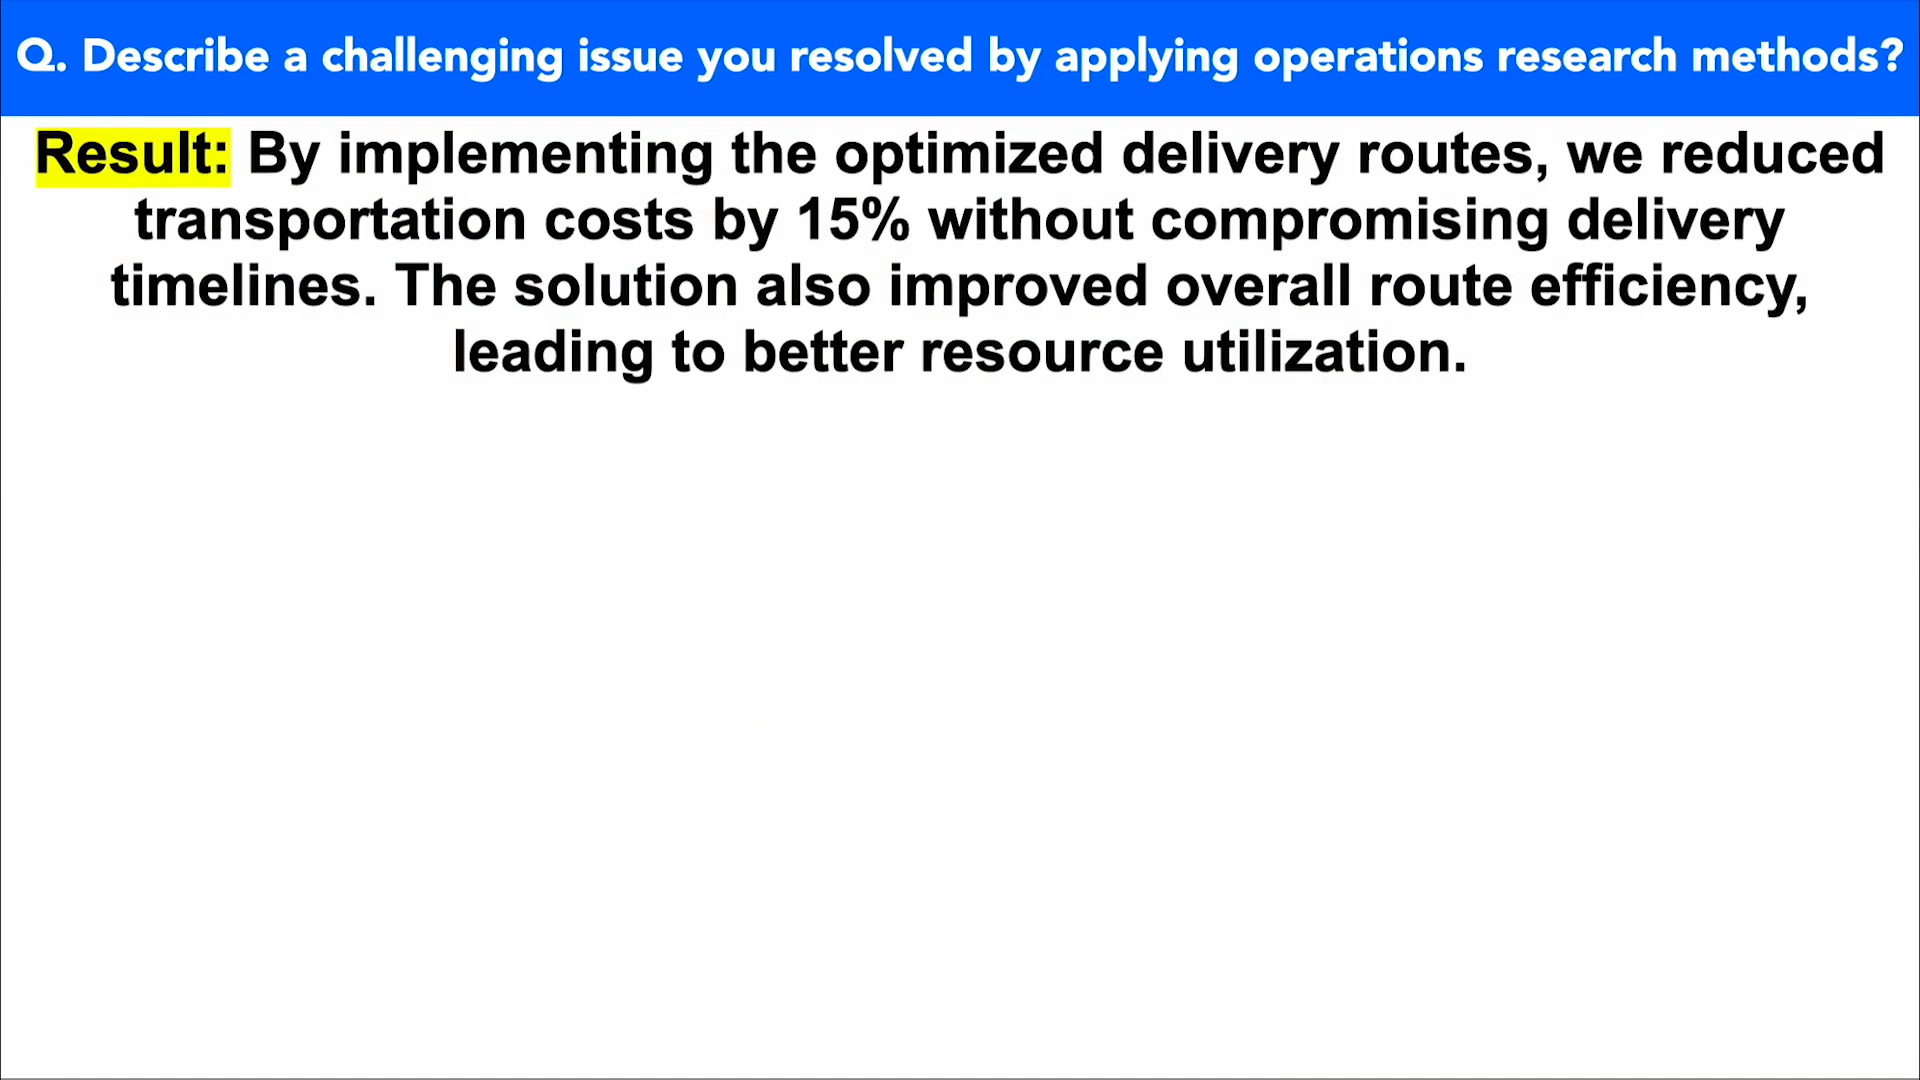 Q. Describe a challenging issue you resolved by applying operations research methods?
Result: By implementing the optimized delivery routes, we reduced
transportation costs by 15% without compromising delivery
timelines. The solution also improved overall route efficiency,
leading to better resource utilization.